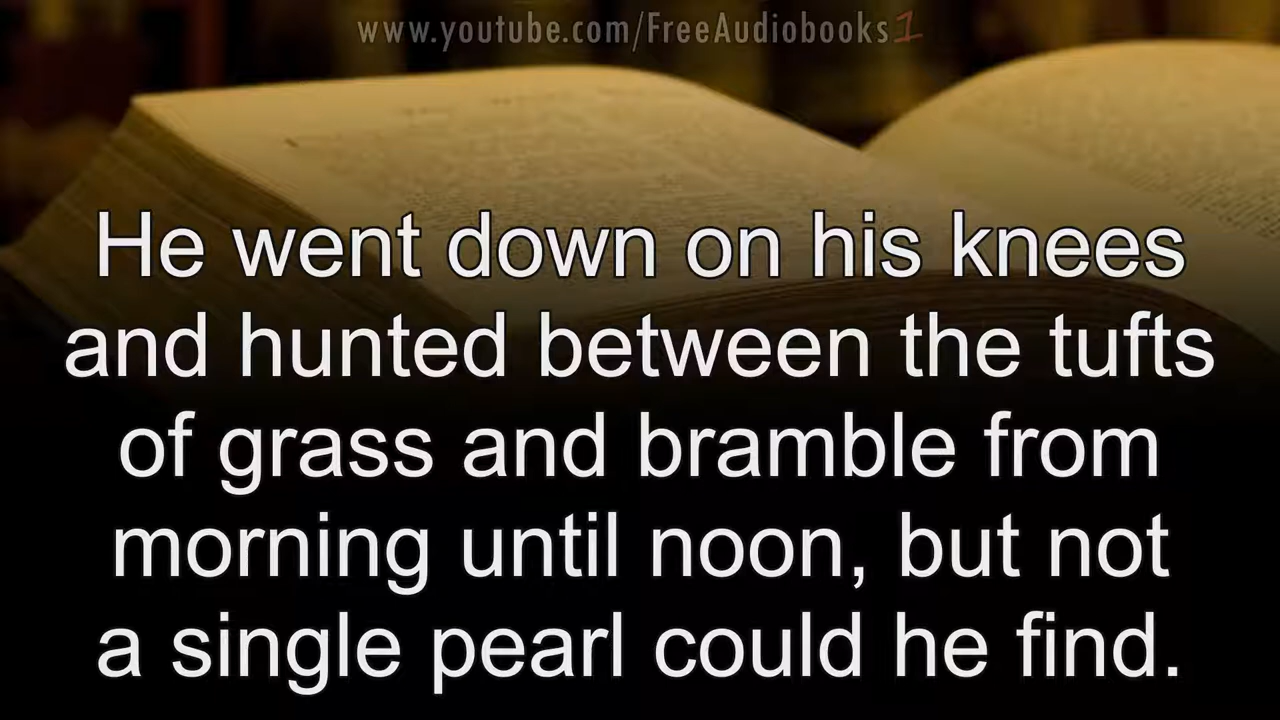 www.youtube.com/FreeAudiobooks1
He went down on his knees
and hunted between the tufts
of grass and bramble from
morning until noon, but not
a single pearl could he find.